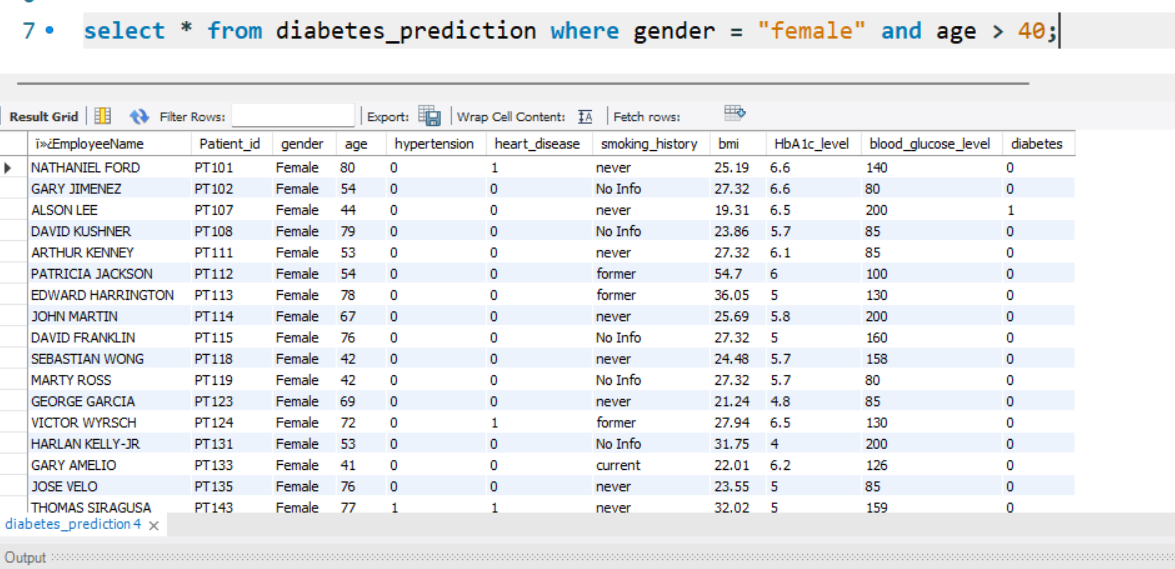 7 select * from diabetes_prediction where gender = "female" and age > 40;
Result Grid Filter Rows: Export: Wrap Cell Content: Fetch rows:
ï»¿EmployeeName Patient_id gender age hypertension heart_disease smoking_history bmi HbA1c_level blood_glucose_level diabetes
NATHANIEL FORD PT101 Female 80 0 1 never 25.19 6.6 140 0
GARY JIMENEZ PT102 Female 54 0 0 No Info 27.32 6.6 80 0
ALSON LEE PT107 Female 44 0 0 never 19.31 6.5 200 1
DAVID KUSHNER PT108 Female 79 0 0 No Info 23.86 5.7 85 0
ARTHUR KENNEY PT111 Female 53 0 0 never 27.32 6.1 85 0
PATRICIA JACKSON PT112 Female 54 0 0 former 54.7 6 100 0
EDWARD HARRINGTON PT113 Female 78 0 0 former 36.05 5 130 0
JOHN MARTIN PT114 Female 67 0 0 never 25.69 5.8 200 0
DAVID FRANKLIN PT115 Female 76 0 0 No Info 27.32 5 160 0
SEBASTIAN WONG PT118 Female 42 0 0 never 24.48 5.7 158 0
MARTY ROSS PT119 Female 42 0 0 No Info 27.32 5.7 80 0
GEORGE GARCIA PT123 Female 69 0 0 never 21.24 4.8 85 0
VICTOR WYRSCH PT124 Female 72 0 1 former 27.94 6.5 130 0
HARLAN KELLY-JR PT131 Female 53 0 0 No Info 31.75 4 200 0
GARY AMELIO PT133 Female 41 0 0 current 22.01 6.2 126 0
JOSE VELO PT135 Female 76 0 0 never 23.55 5 85 0
THOMAS SIRAGUSA PT143 Female 77 1 1 never 32.02 5 159 0
diabetes_prediction 4
Output